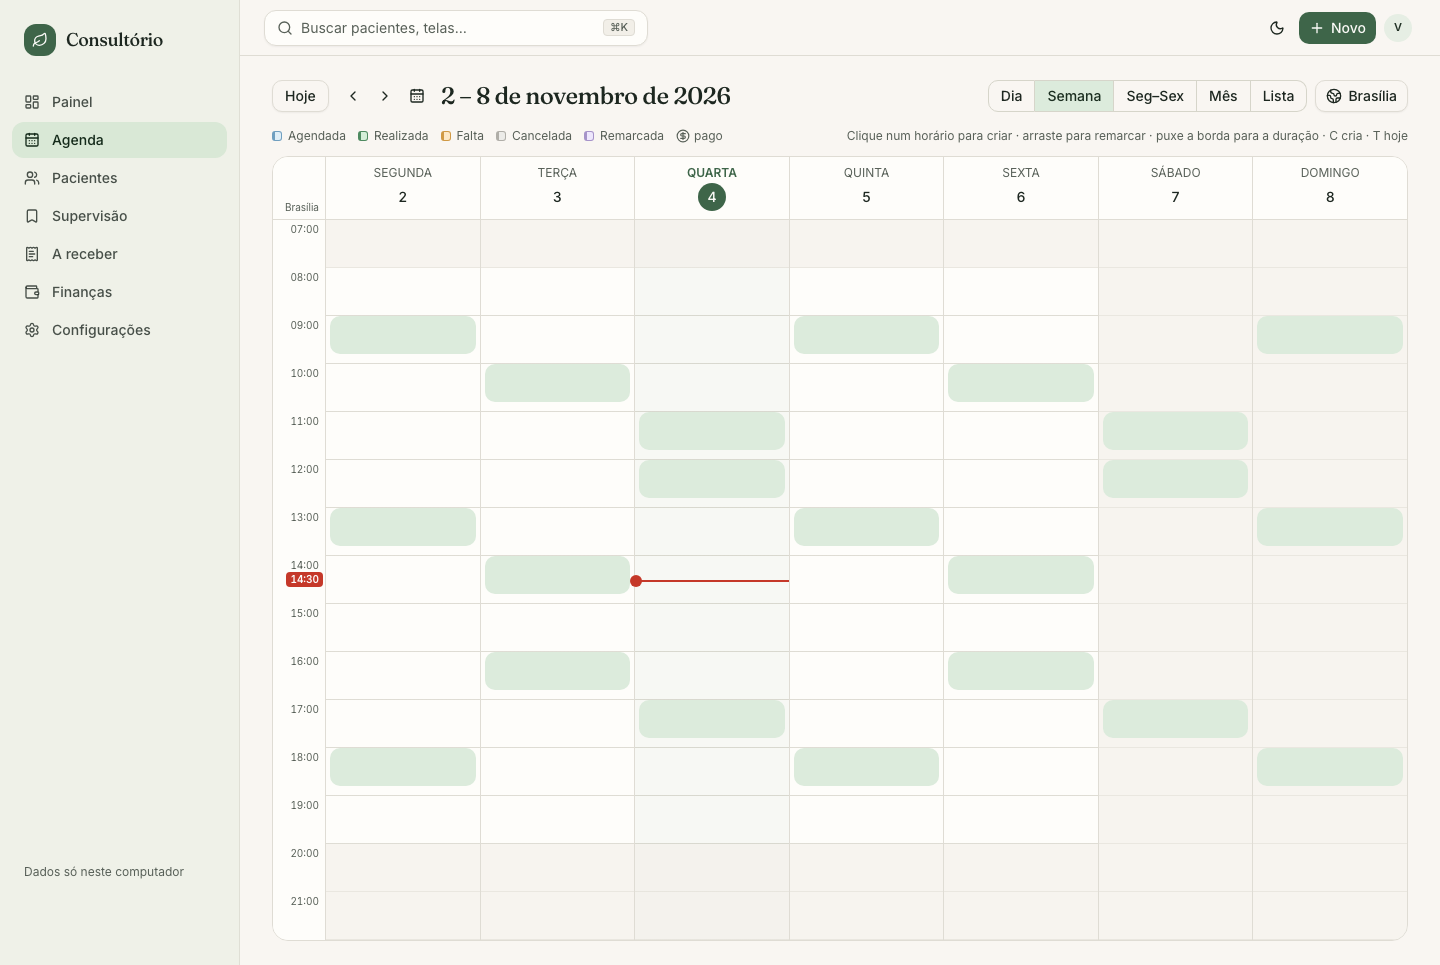 Consultório
Buscar pacientes, telas...
⌘K
Novo
V
Painel
Agenda
Pacientes
Supervisão
A receber
Finanças
Configurações
Dados só neste computador
Hoje
2 – 8 de novembro de 2026
Dia
Semana
Seg–Sex
Mês
Lista
Brasília
Agendada
Realizada
Falta
Cancelada
Remarcada
pago
Clique num horário para criar · arraste para remarcar · puxe a borda para a duração · C cria · T hoje
Brasília
SEGUNDA
2
TERÇA
3
QUARTA
4
QUINTA
5
SEXTA
6
SÁBADO
7
DOMINGO
8
07:00
08:00
09:00
10:00
11:00
12:00
13:00
14:00
14:30
15:00
16:00
17:00
18:00
19:00
20:00
21:00